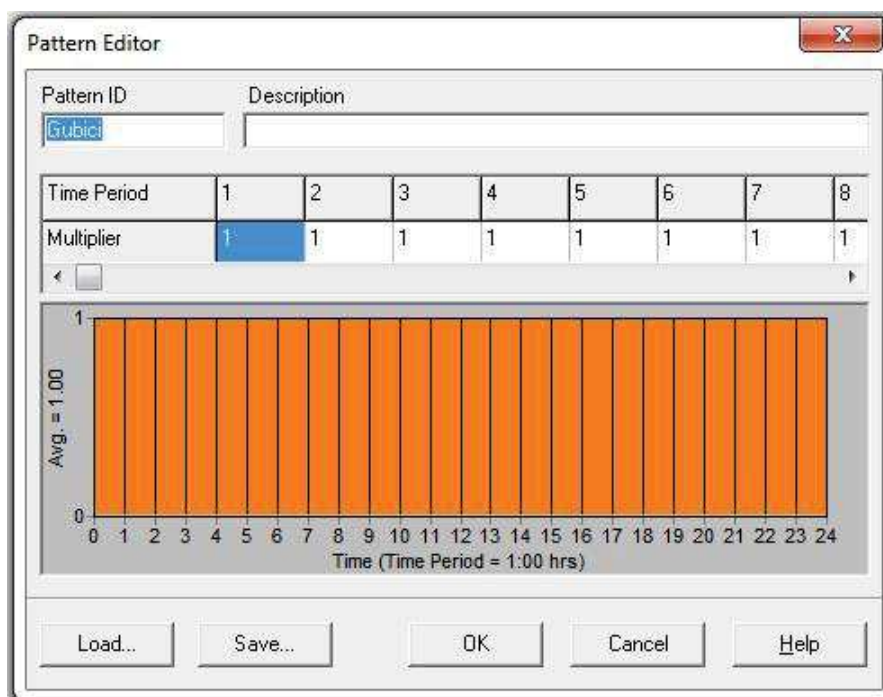 Pattern Editor
Pattern ID Description
Gubici
Time Period 1 2 3 4 5 6 7 8
Multiplier 1 1 1 1 1 1 1 1
1
Avg. = 1.00
0
0 1 2 3 4 5 6 7 8 9 10 11 12 13 14 15 16 17 18 19 20 21 22 23 24
Time (Time Period = 1:00 hrs)
Load... Save... OK Cancel Help